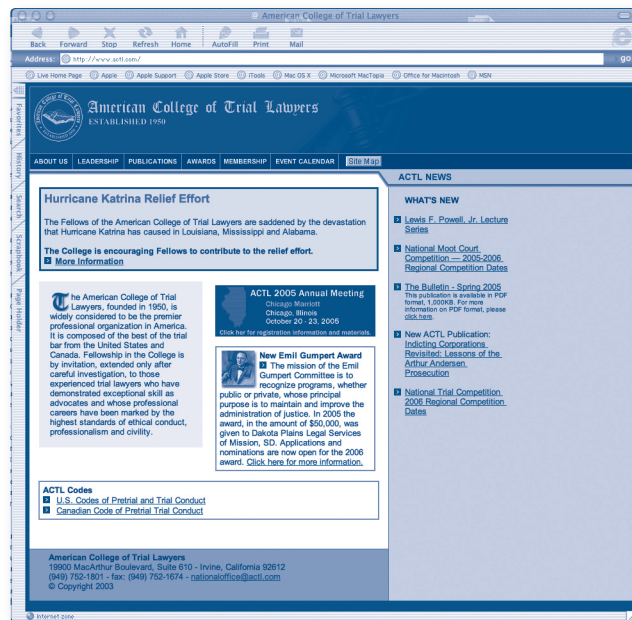 American College of Trial Lawyers
Back Forward Stop Refresh Home AutoFill Print Mail
Address: http://www.actl.com/ go
Live Home Page Apple Apple Support Apple Store iTools Mac OS X Microsoft MacTopia Office for Macintosh MSN
Favorites
History
Search
Scrapbook
Page Holder
American College of Trial Lawyers
ESTABLISHED 1950
ABOUT US LEADERSHIP PUBLICATIONS AWARDS MEMBERSHIP EVENT CALENDAR Site Map
Hurricane Katrina Relief Effort
The Fellows of the American College of Trial Lawyers are saddened by the devastation
that Hurricane Katrina has caused in Louisiana, Mississippi and Alabama.
The College is encouraging Fellows to contribute to the relief effort.
More Information
The American College of Trial
Lawyers, founded in 1950, is
widely considered to be the premier
professional organization in America.
It is composed of the best of the trial
bar from the United States and
Canada. Fellowship in the College is
by invitation, extended only after
careful investigation, to those
experienced trial lawyers who have
demonstrated exceptional skill as
advocates and whose professional
careers have been marked by the
highest standards of ethical conduct,
professionalism and civility.
ACTL 2005 Annual Meeting
Chicago Marriott
Chicago, Illinois
October 20 - 23, 2005
Click her for registration information and materials.
New Emil Gumpert Award
The mission of the Emil
Gumpert Committee is to
recognize programs, whether
public or private, whose principal
purpose is to maintain and improve the
administration of justice. In 2005 the
award, in the amount of $50,000, was
given to Dakota Plains Legal Services
of Mission, SD. Applications and
nominations are now open for the 2006
award. Click here for more information.
ACTL Codes
U.S. Codes of Pretrial and Trial Conduct
Canadian Code of Pretrial Trial Conduct
American College of Trial Lawyers
19900 MacArthur Boulevard, Suite 610 - Irvine, California 92612
(949) 752-1801 - fax: (949) 752-1674 - nationaloffice@actl.com
© Copyright 2003
ACTL NEWS
WHAT'S NEW
Lewis F. Powell, Jr. Lecture
Series
National Moot Court
Competition — 2005-2006
Regional Competition Dates
The Bulletin - Spring 2005
This publication is available in PDF
format, 1,000KB. For more
information on PDF format, please
click here.
New ACTL Publication:
Indicting Corporations
Revisited: Lessons of the
Arthur Andersen
Prosecution
National Trial Competition
2006 Regional Competition
Dates
Internet zone